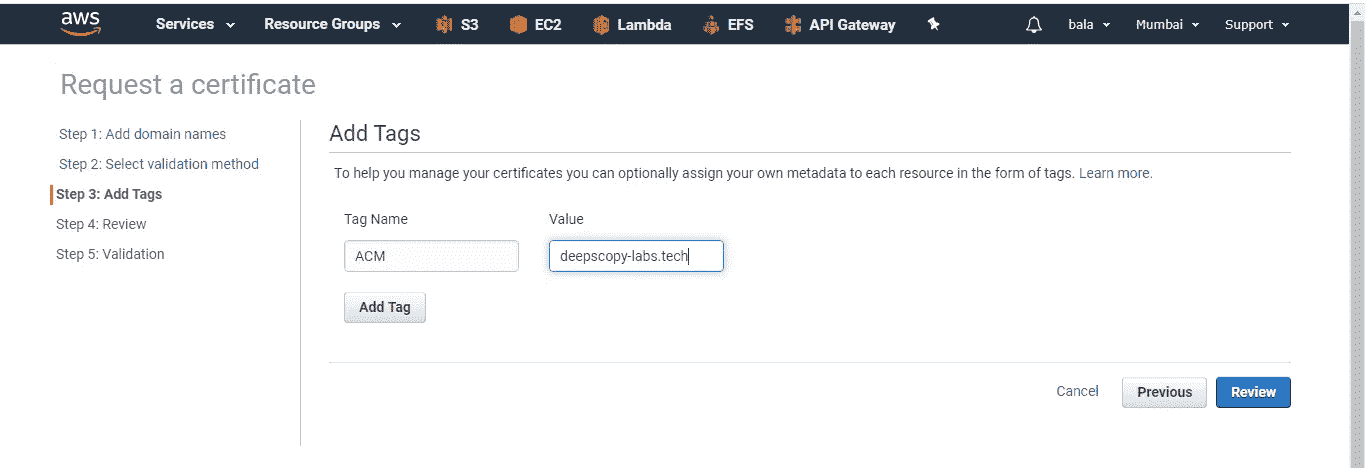 aws Services Resource Groups S3 EC2 Lambda EFS API Gateway bala Mumbai Support
Request a certificate
Step 1: Add domain names
Step 2: Select validation method
Step 3: Add Tags
Step 4: Review
Step 5: Validation
Add Tags
To help you manage your certificates you can optionally assign your own metadata to each resource in the form of tags. Learn more.
Tag Name Value
ACM deepscopy-labs.tech
Add Tag
Cancel Previous Review